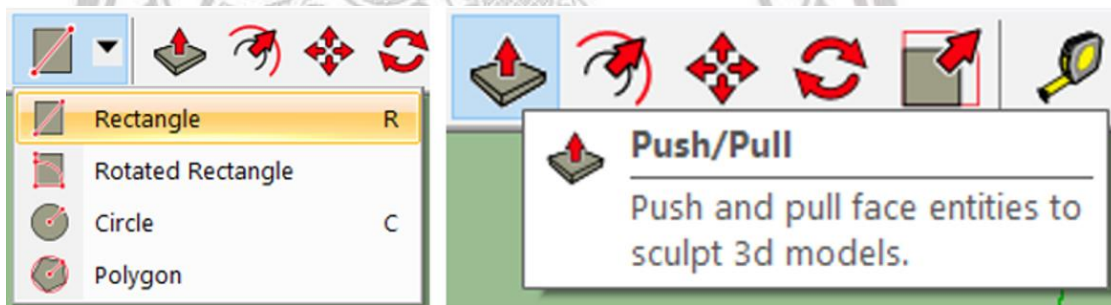 Rectangle R
Rotated Rectangle
Circle C
Polygon
Push/Pull
Push and pull face entities to
sculpt 3d models.